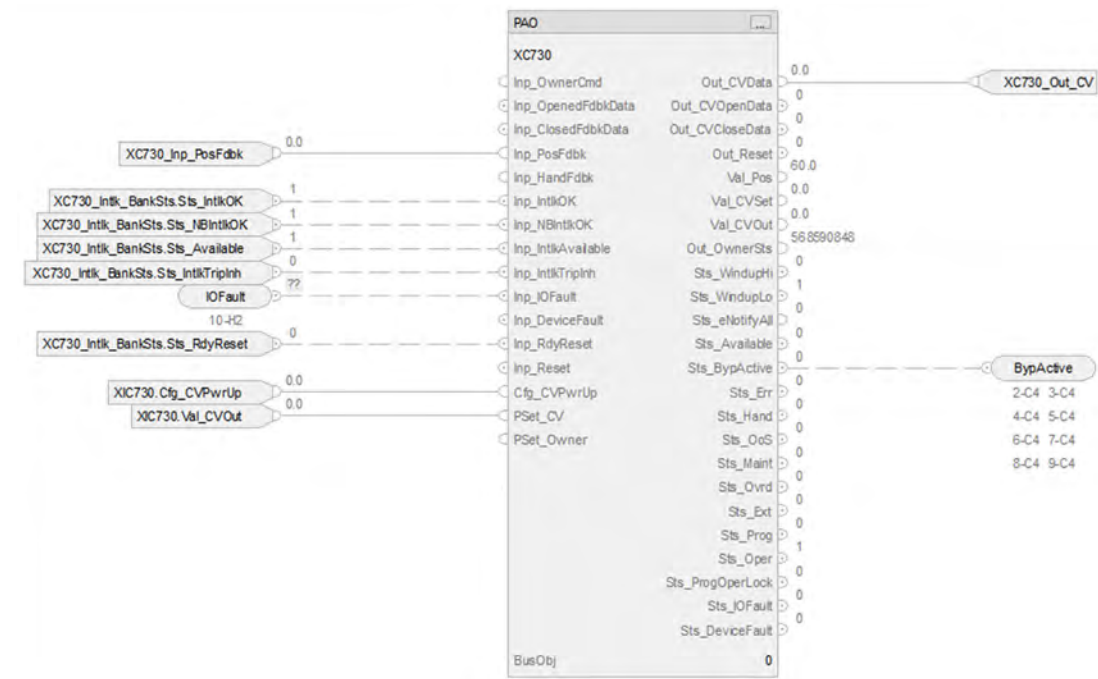 PAO ...
XC730
Inp_OwnerCmd Out_CVData 0.0 XC730_Out_CV
Inp_OpenedFdbkData Out_CVOpenData 0
Inp_ClosedFdbkData Out_CVCloseData 0
XC730_Inp_PosFdbk 0.0 Inp_PosFdbk Out_Reset 0
Inp_HandFdbk Val_Pos 60.0
XC730_Intlk_BankSts.Sts_IntlkOK 1 Inp_IntlkOK Val_CVSet 0.0
XC730_Intlk_BankSts.Sts_NBIntlkOK 1 Inp_NBIntlkOK Val_CVOut 0.0
XC730_Intlk_BankSts.Sts_Available 1 Inp_IntlkAvailable Out_OwnerSts 568590848
XC730_Intlk_BankSts.Sts_IntlkTripInh 0 Inp_IntlkTripInh Sts_WindupHi 0
IOFault ?? Inp_IOFault Sts_WindupLo 1
10-H2 Inp_DeviceFault Sts_eNotifyAll 0
XC730_Intlk_BankSts.Sts_RdyReset 0 Inp_RdyReset Sts_Available 0
Inp_Reset Sts_BypActive 0 BypActive
XIC730.Cfg_CVPwrUp 0.0 Cfg_CVPwrUp Sts_Err 0 2-C4 3-C4
XIC730.Val_CVOut 0.0 PSet_CV Sts_Hand 0 4-C4 5-C4
PSet_Owner Sts_OoS 0 6-C4 7-C4
Sts_Maint 0 8-C4 9-C4
Sts_Ovrd 0
Sts_Ext 0
Sts_Prog 0
Sts_Oper 1
Sts_ProgOperLock 0
Sts_IOFault 0
Sts_DeviceFault 0
BusObj 0